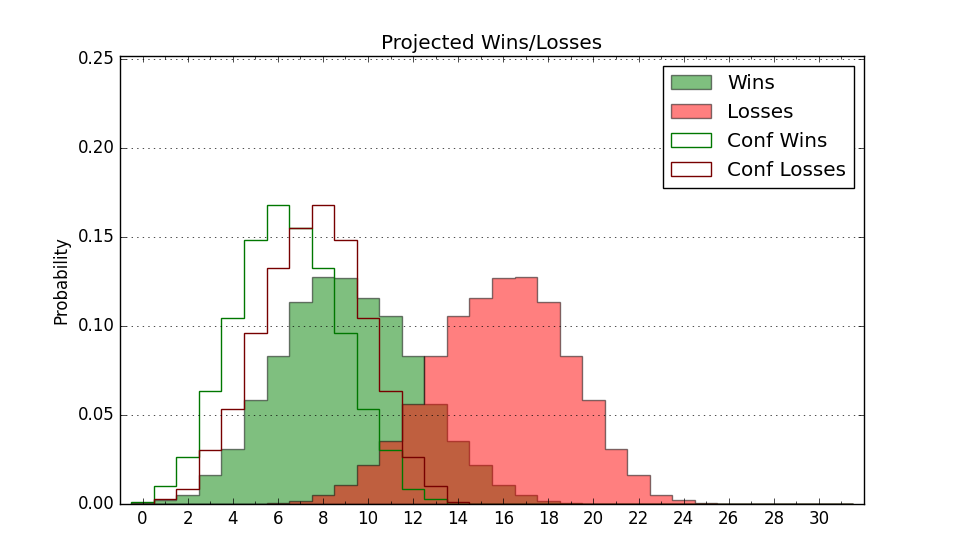 Projected Wins/Losses
0.25
0.20
0.15
0.10
0.05
0.00
Probability
Wins
Losses
Conf Wins
Conf Losses
0 2 4 6 8 10 12 14 16 18 20 22 24 26 28 30